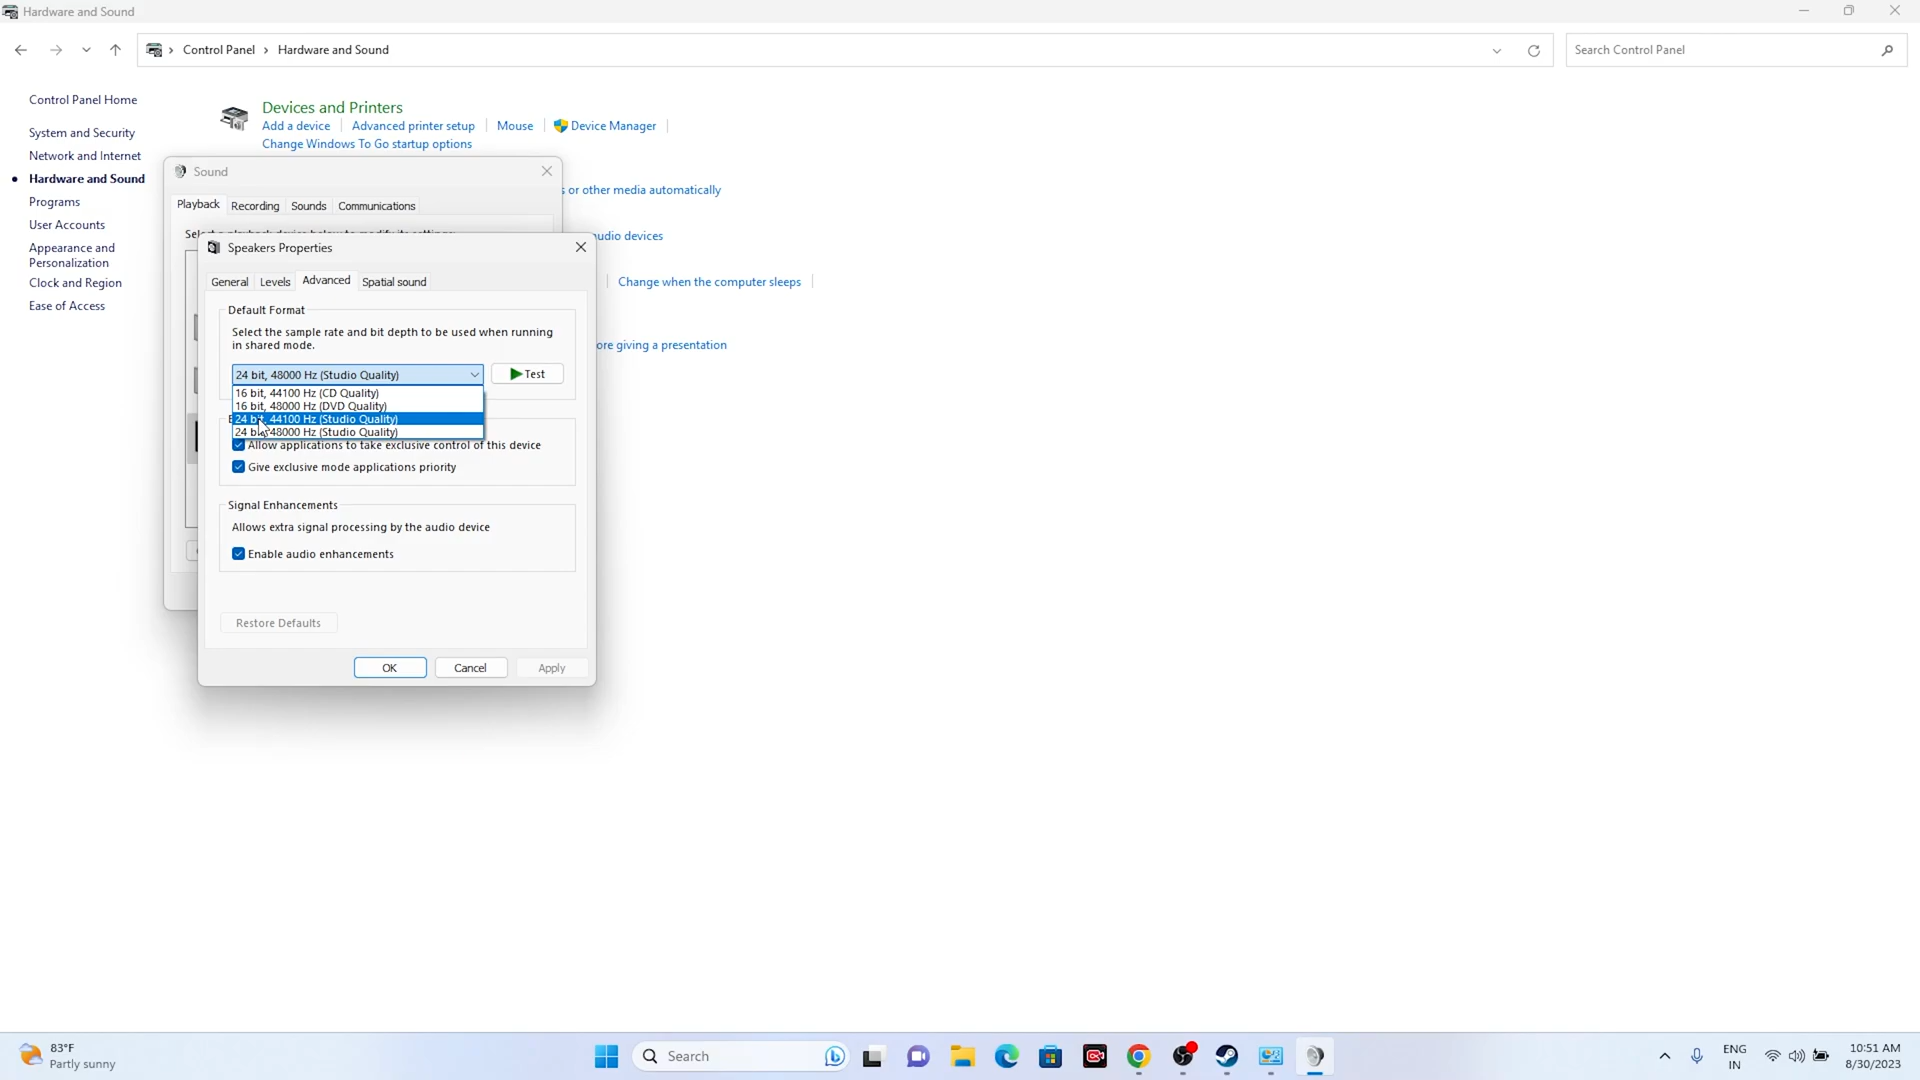 Hardware and Sound
Control Panel > Hardware and Sound
Search Control Panel
Control Panel Home
System and Security
Network and Internet
Hardware and Sound
Programs
User Accounts
Appearance and
Personalization
Clock and Region
Ease of Access
Devices and Printers
Add a device
Advanced printer setup
Mouse
Device Manager
Change Windows To Go startup options
or other media automatically
audio devices
Change when the computer sleeps
giving a presentation
Sound
Playback
Recording
Sounds
Communications
Speakers Properties
General
Levels
Advanced
Spatial sound
Default Format
Select the sample rate and bit depth to be used when running
in shared mode.
24 bit, 48000 Hz (Studio Quality)
Test
16 bit, 44100 Hz (CD Quality)
16 bit, 48000 Hz (DVD Quality)
24 bit, 44100 Hz (Studio Quality)
24 bit, 48000 Hz (Studio Quality)
Allow applications to take exclusive control of this device
Give exclusive mode applications priority
Signal Enhancements
Allows extra signal processing by the audio device
Enable audio enhancements
Restore Defaults
OK
Cancel
Apply
83°F
Partly sunny
Search
ENG
IN
10:51 AM
8/30/2023